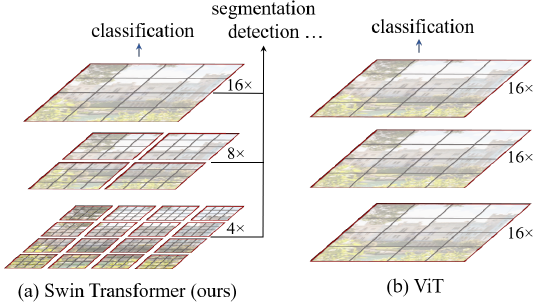 segmentation
classification
detection ...
16×
8×
4×
(a) Swin Transformer (ours)
classification
16×
16×
16×
(b) ViT